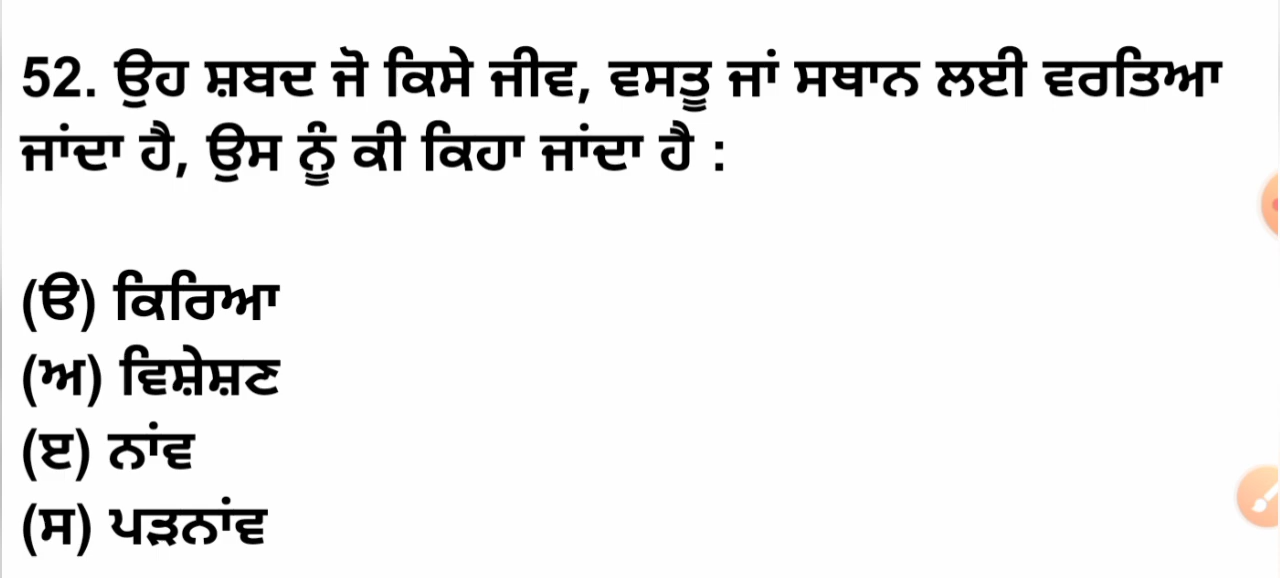 52. ਉਹ ਸ਼ਬਦ ਜੋ ਕਿਸੇ ਜੀਵ, ਵਸਤੂ ਜਾਂ ਸਥਾਨ ਲਈ ਵਰਤਿਆ
ਜਾਂਦਾ ਹੈ, ਉਸ ਨੂੰ ਕੀ ਕਿਹਾ ਜਾਂਦਾ ਹੈ :
(ੳ) ਕਿਰਿਆ
(ਅ) ਵਿਸ਼ੇਸ਼ਣ
(ੲ) ਨਾਂਵ
(ਸ) ਪੜਨਾਂਵ